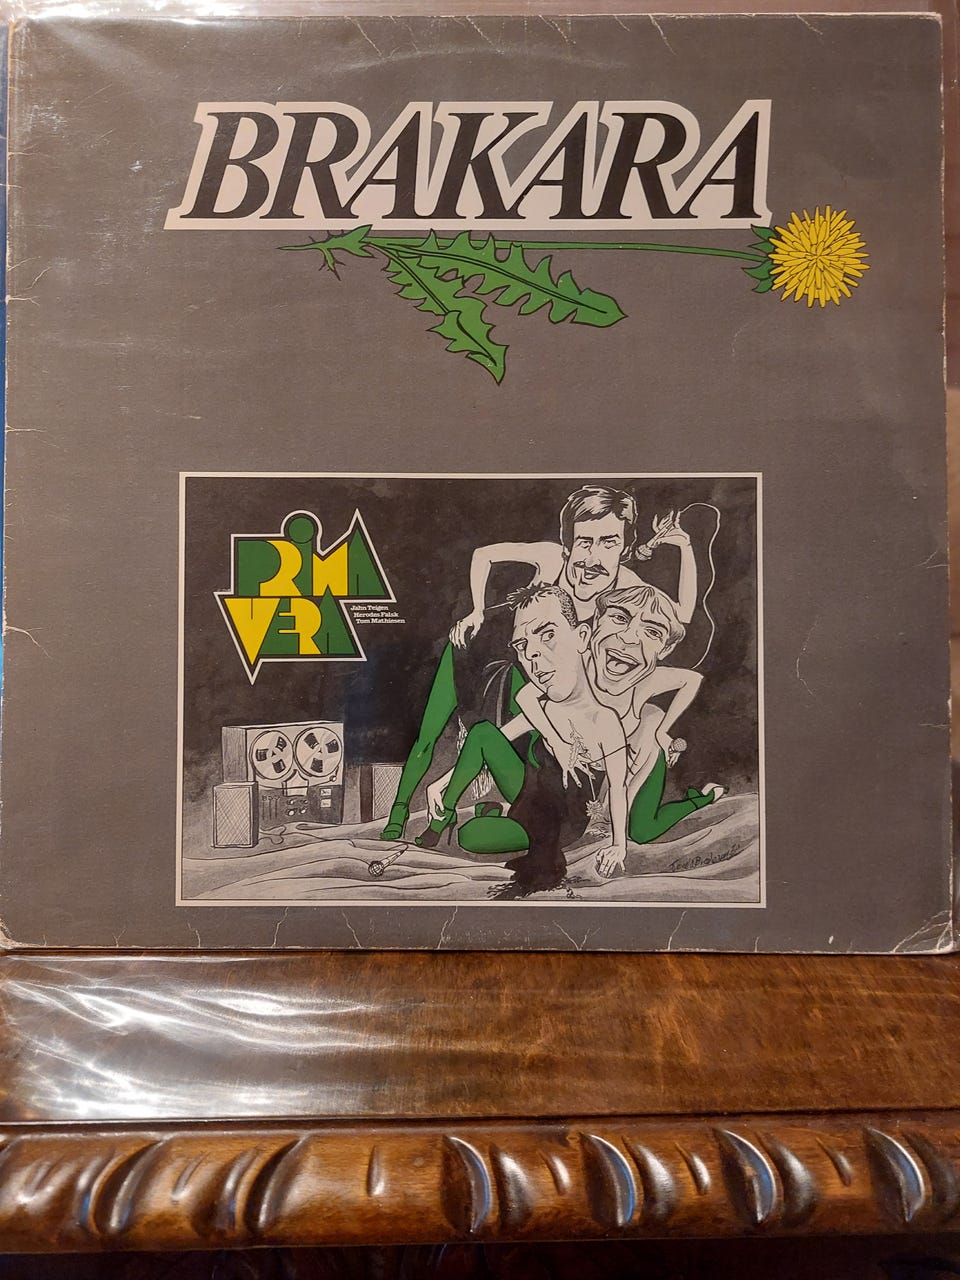 BRAKARA
PRIMA
VERA
Jahn Teigen
Herodes Falsk
Tom Mathiesen